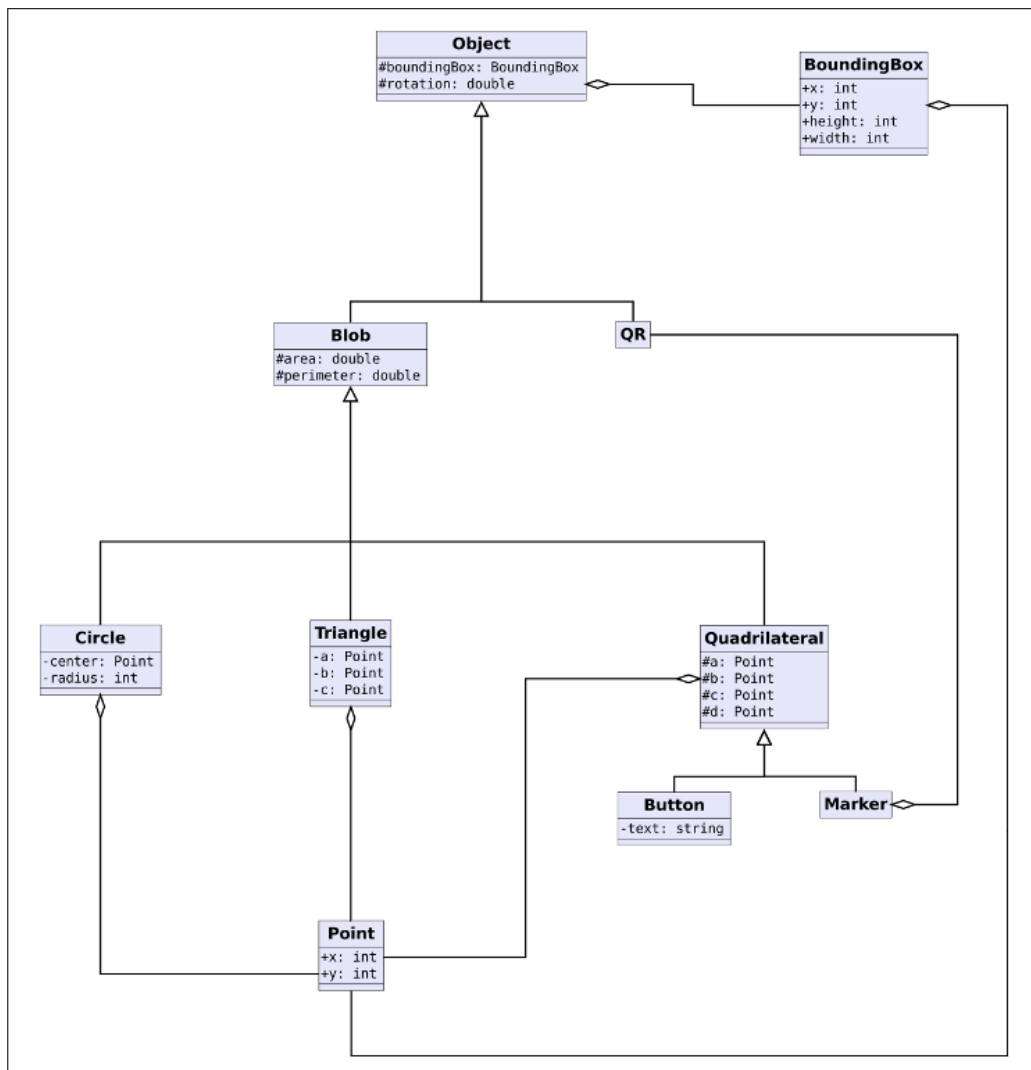 Object
#boundingBox: BoundingBox
#rotation: double
BoundingBox
+x: int
+y: int
+height: int
+width: int
Blob
#area: double
#perimeter: double
QR
Circle
-center: Point
-radius: int
Triangle
-a: Point
-b: Point
-c: Point
Quadrilateral
#a: Point
#b: Point
#c: Point
#d: Point
Button
-text: string
Marker
Point
+x: int
+y: int